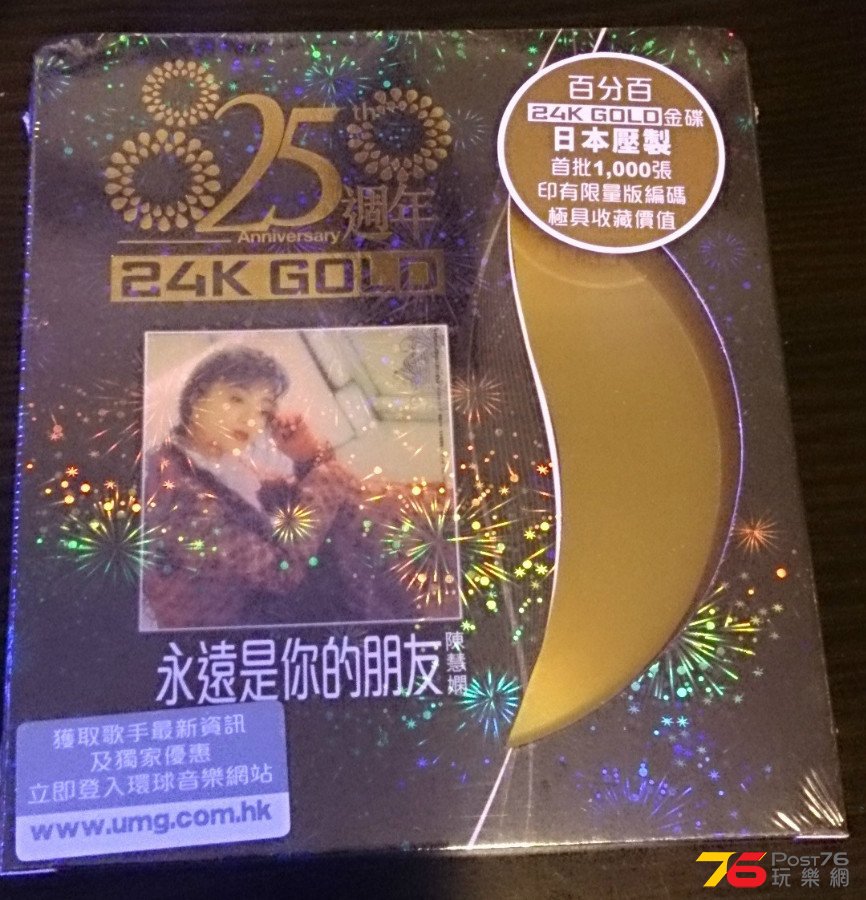 百分百
24K GOLD金碟
日本壓製
首批1,000張
印有限量版編碼
極具收藏價值
25th
週年
Anniversary
24K GOLD
永遠是你的朋友
陳慧嫻
獲取歌手最新資訊
及獨家優惠
立即登入環球音樂網站
www.umg.com.hk
76 POST76
玩樂網